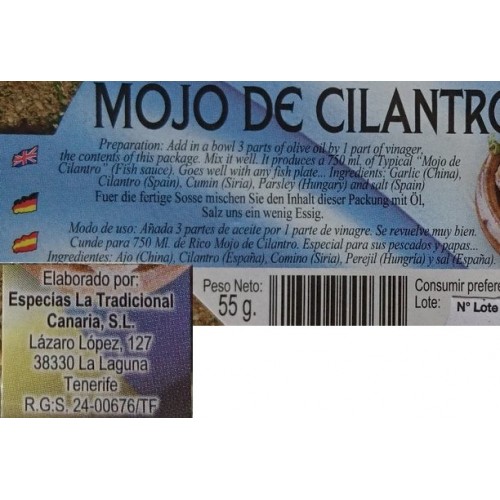 MOJO DE CILANTRO
Preparation: Add in a bowl 3 parts of olive oil by 1 part of vinager,
the contents of this package. Mix it well. It produces a 750 ml. of Typical "Mojo de
Cilantro" (Fish sauce). Goes well with any fish plate... Ingredients: Garlic (China),
Cilantro (Spain), Cumin (Siria), Parsley (Hungary) and salt (Spain)
Fuer die fertige Sosse mischen Sie den Inhalt dieser Packung mit Öl,
Salz uns ein wenig Essig.
Modo de uso: Añada 3 partes de aceite por 1 parte de vinagre. Se revuelve muy bien.
Cunde para 750 Ml. de Rico Mojo de Cilantro. Especial para sus pescados y papas...
Ingredientes: Ajo (China), Cilantro (España), Comino (Siria), Perejil (Hungría) y sal (España).
Elaborado por:
Especias La Tradicional
Canaria, S.L.
Lázaro López, 127
38330 La Laguna
Tenerife
R.G.S. 24-00676/TF
Peso Neto:
55 g.
Consumir prefere
Lote: Nº Lote